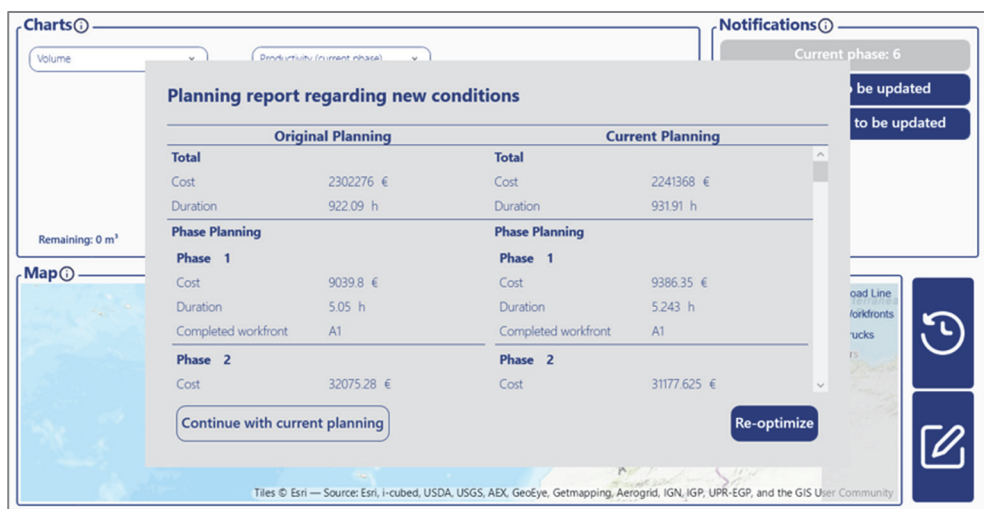 Charts
Notifications
Volume
Productivity (current phase)
Current phase: 6
be updated
to be updated
Remaining: 0 m³
Planning report regarding new conditions
Original Planning Current Planning
Total Total
Cost 2302276 € Cost 2241368 €
Duration 922.09 h Duration 931.91 h
Phase Planning Phase Planning
Phase 1 Phase 1
Cost 9039.8 € Cost 9386.35 €
Duration 5.05 h Duration 5.243 h
Completed workfront A1 Completed workfront A1
Phase 2 Phase 2
Cost 32075.28 € Cost 31177.625 €
Continue with current planning Re-optimize
Map
oad Line
orkfronts
rucks
Tiles © Esri — Source: Esri, i-cubed, USDA, USGS, AEX, GeoEye, Getmapping, Aerogrid, IGN, IGP, UPR-EGP, and the GIS User Community